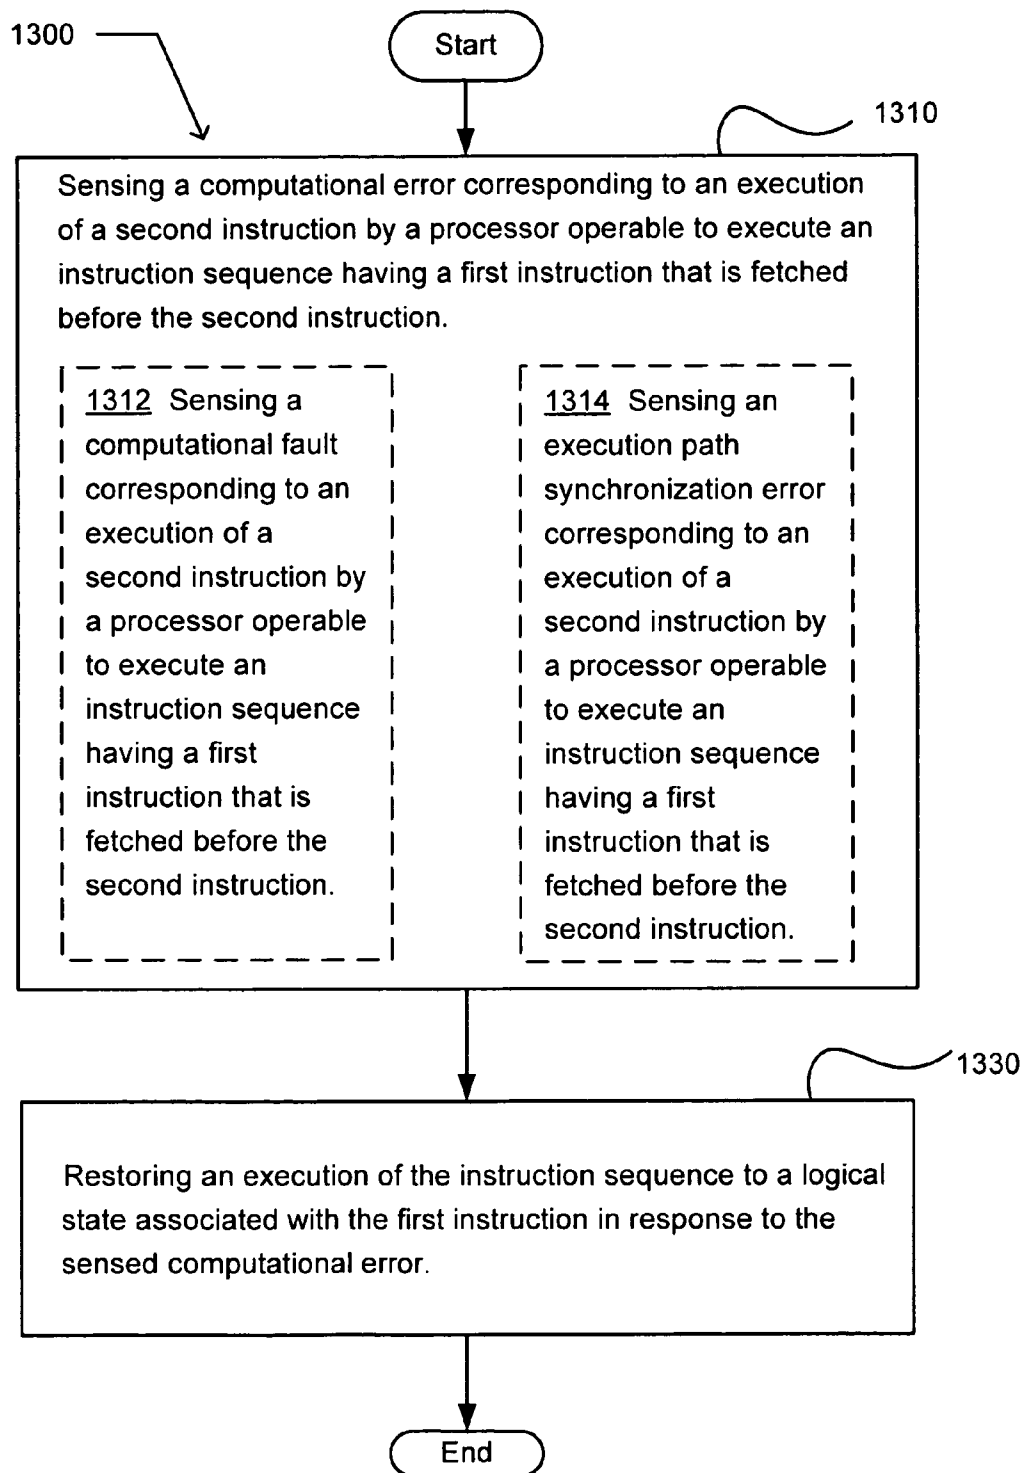 1300
Start
1310
Sensing a computational error corresponding to an execution
of a second instruction by a processor operable to execute an
instruction sequence having a first instruction that is fetched
before the second instruction.
1312 Sensing a
computational fault
corresponding to an
execution of a
second instruction by
a processor operable
to execute an
instruction sequence
having a first
instruction that is
fetched before the
second instruction.
1314 Sensing an
execution path
synchronization error
corresponding to an
execution of a
second instruction by
a processor operable
to execute an
instruction sequence
having a first
instruction that is
fetched before the
second instruction.
1330
Restoring an execution of the instruction sequence to a logical
state associated with the first instruction in response to the
sensed computational error.
End